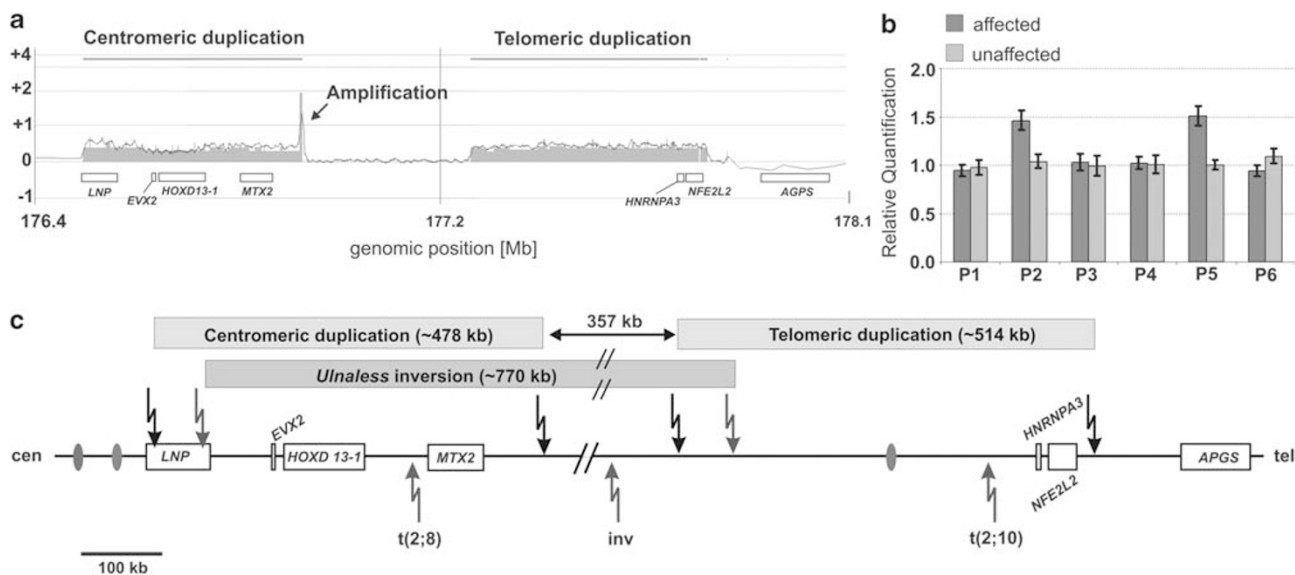 a
Centromeric duplication
Telomeric duplication
+4
+2
+1
0
-1
Amplification
LNP
EVX2
HOXD13-1
MTX2
HNRNPA3
NFE2L2
AGPS
176.4
177.2
178.1
genomic position [Mb]
b
affected
unaffected
Relative Quantification
2.0
1.5
1.0
0.5
0.0
P1 P2 P3 P4 P5 P6
c
Centromeric duplication (~478 kb)
357 kb
Telomeric duplication (~514 kb)
Ulnaless inversion (~770 kb)
cen
LNP
EVX2
HOXD 13-1
MTX2
HNRNPA3
NFE2L2
APGS
tel
t(2;8)
inv
t(2;10)
100 kb